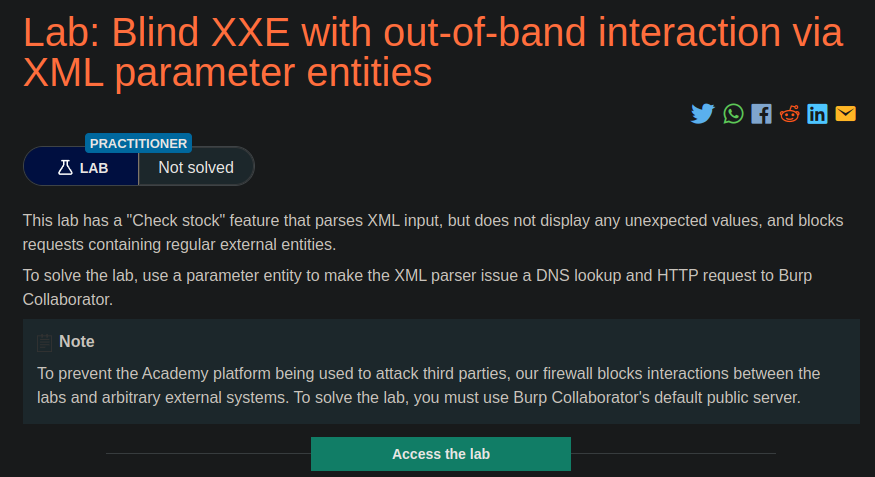 Lab: Blind XXE with out-of-band interaction via
XML parameter entities
PRACTITIONER
LAB
Not solved
This lab has a "Check stock" feature that parses XML input, but does not display any unexpected values, and blocks
requests containing regular external entities.
To solve the lab, use a parameter entity to make the XML parser issue a DNS lookup and HTTP request to Burp
Collaborator.
Note
To prevent the Academy platform being used to attack third parties, our firewall blocks interactions between the
labs and arbitrary external systems. To solve the lab, you must use Burp Collaborator's default public server.
Access the lab